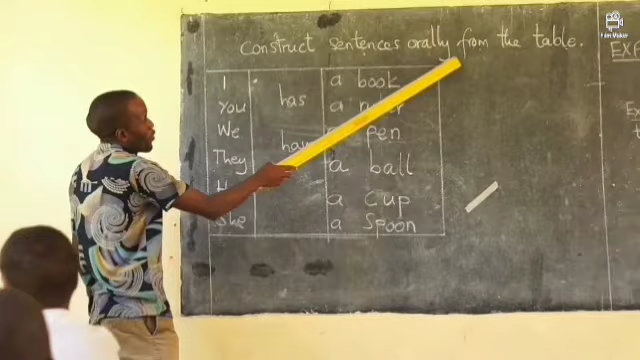 Film Maker
construct sentences orally from the table.
I has a book
You a
We have a pen
They a ball
She a Cup
a Spoon